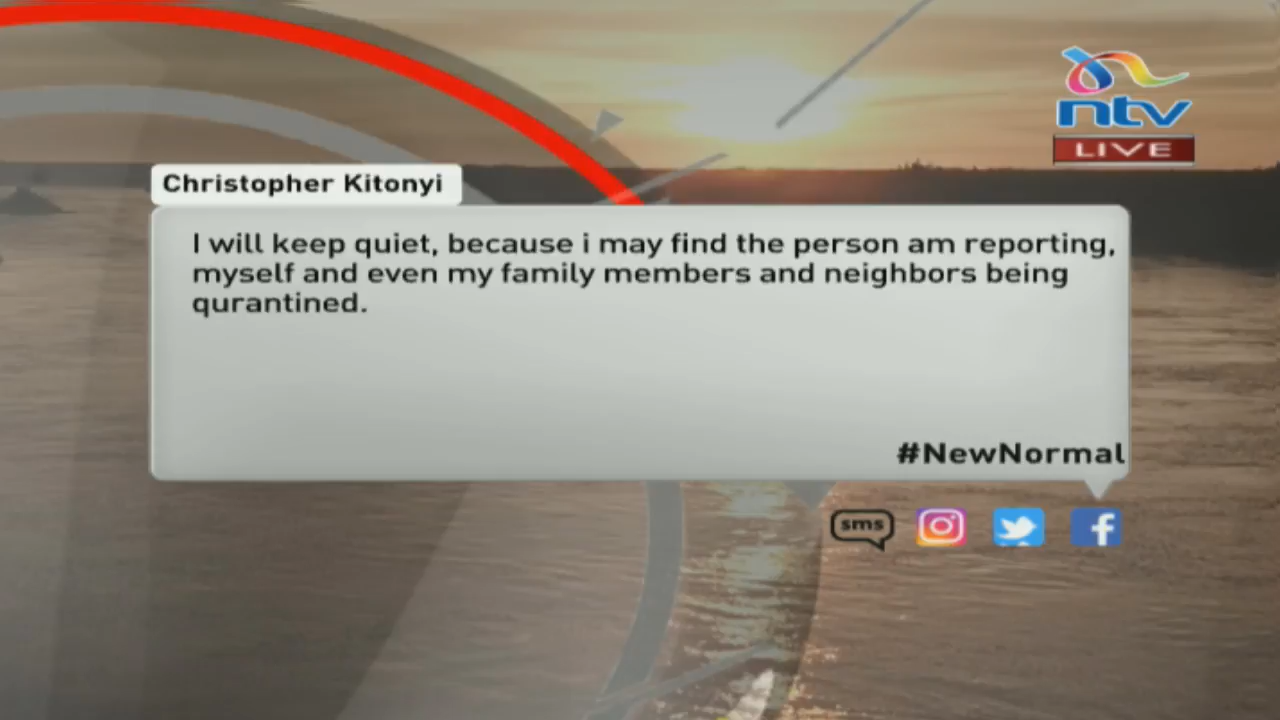 ntv
LIVE
Christopher Kitonyi
I will keep quiet, because i may find the person am reporting,
myself and even my family members and neighbors being
qurantined.
#NewNormal
sms